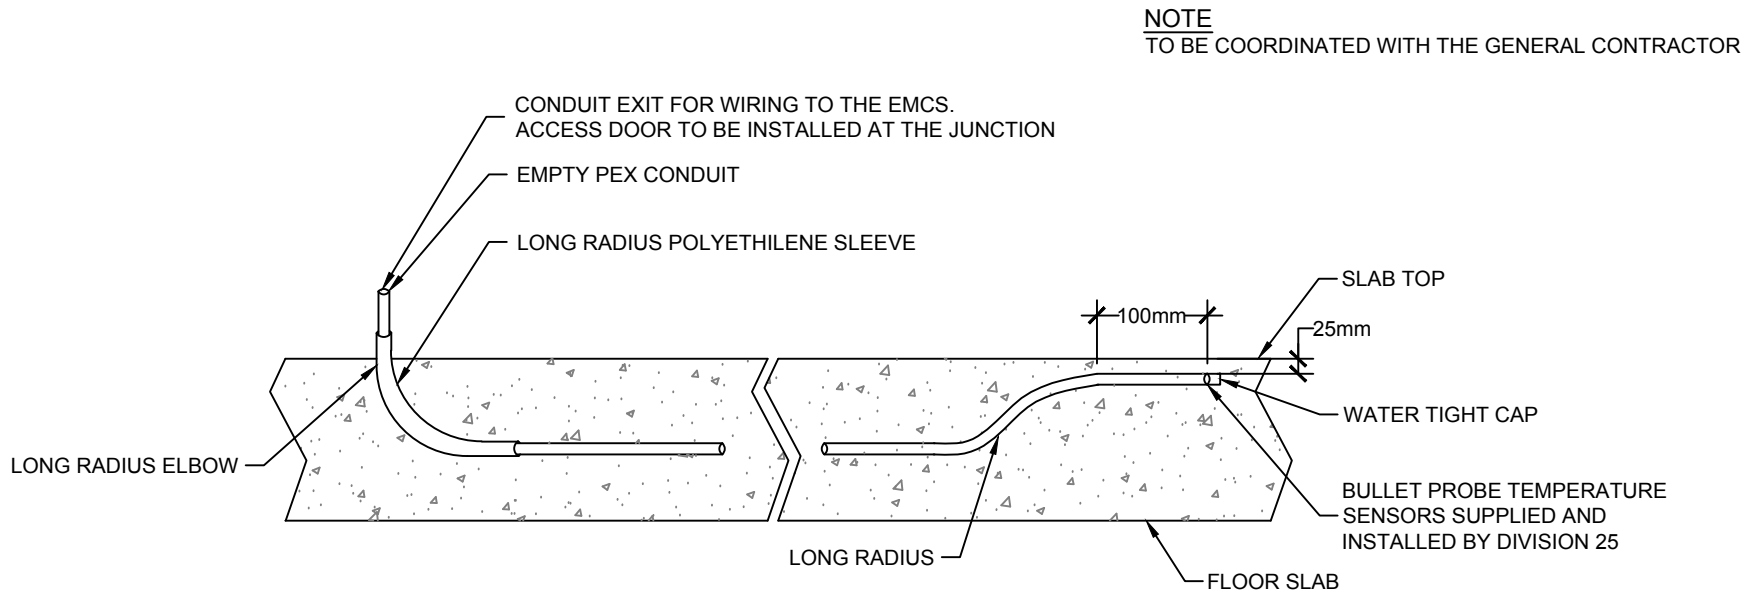 NOTE
TO BE COORDINATED WITH THE GENERAL CONTRACTOR
CONDUIT EXIT FOR WIRING TO THE EMCS.
ACCESS DOOR TO BE INSTALLED AT THE JUNCTION
EMPTY PEX CONDUIT
LONG RADIUS POLYETHILENE SLEEVE
SLAB TOP
100mm
25mm
WATER TIGHT CAP
LONG RADIUS ELBOW
BULLET PROBE TEMPERATURE
SENSORS SUPPLIED AND
INSTALLED BY DIVISION 25
LONG RADIUS
FLOOR SLAB